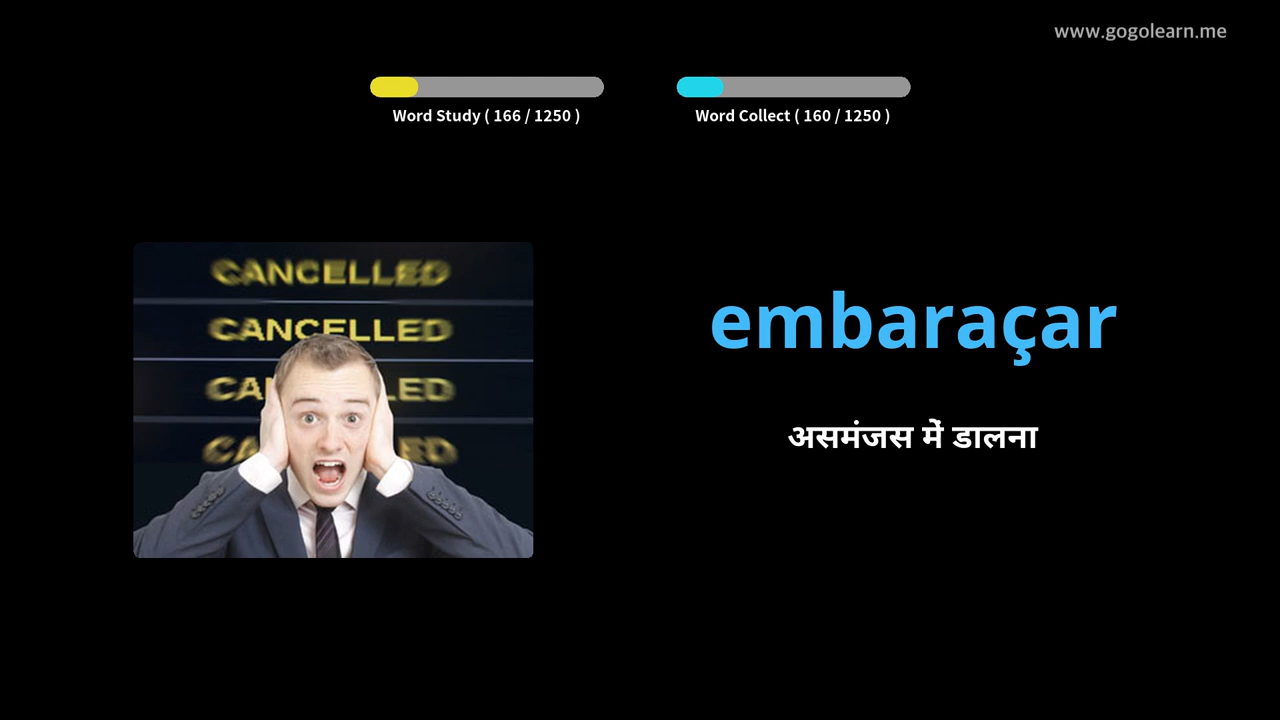 www.gogolearn.me
Word Study ( 166 / 1250 )
Word Collect ( 160 / 1250 )
CANCELLED
CANCELLED
embaraçar
असमंजस में डालना